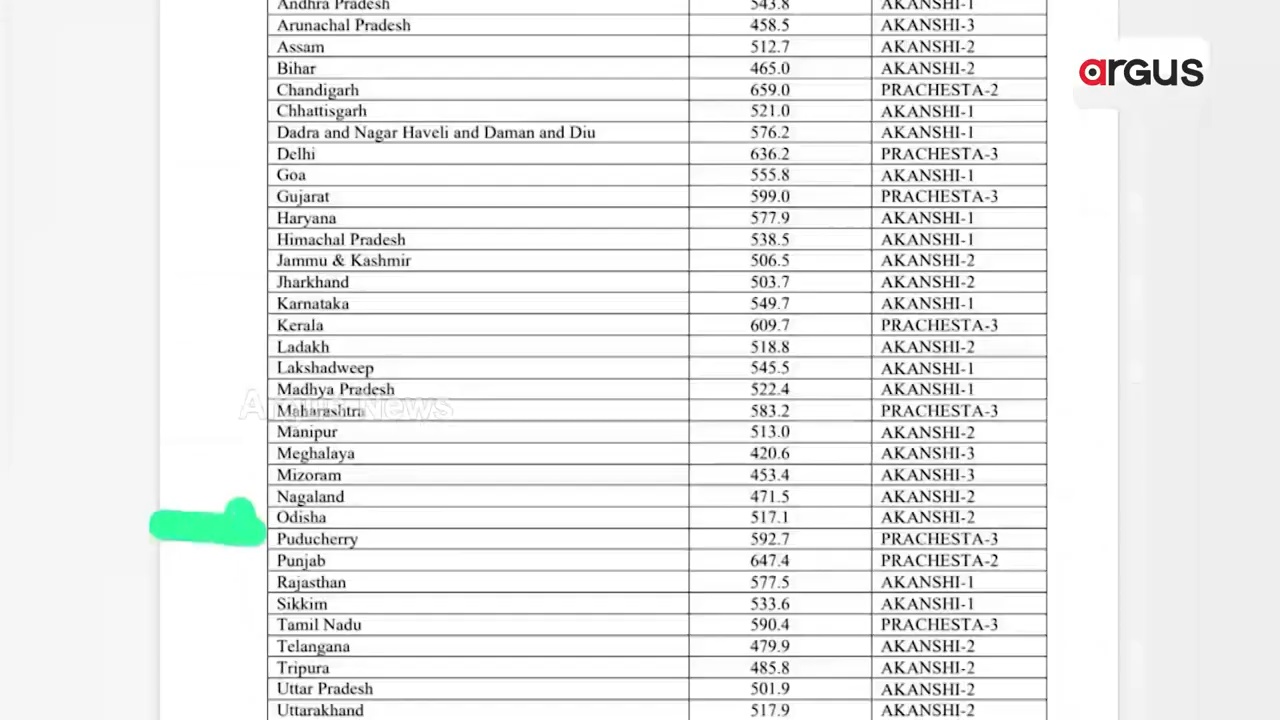 Andhra Pradesh 543.8 AKANSHI-1
Arunachal Pradesh 458.5 AKANSHI-3
Assam 512.7 AKANSHI-2
Bihar 465.0 AKANSHI-2
Chandigarh 659.0 PRACHESTA-2
Chhattisgarh 521.0 AKANSHI-1
Dadra and Nagar Haveli and Daman and Diu 576.2 AKANSHI-1
Delhi 636.2 PRACHESTA-3
Goa 555.8 AKANSHI-1
Gujarat 599.0 PRACHESTA-3
Haryana 577.9 AKANSHI-1
Himachal Pradesh 538.5 AKANSHI-1
Jammu & Kashmir 506.5 AKANSHI-2
Jharkhand 503.7 AKANSHI-2
Karnataka 549.7 AKANSHI-1
Kerala 609.7 PRACHESTA-3
Ladakh 518.8 AKANSHI-2
Lakshadweep 545.5 AKANSHI-1
Madhya Pradesh 522.4 AKANSHI-1
Maharashtra 583.2 PRACHESTA-3
Manipur 513.0 AKANSHI-2
Meghalaya 420.6 AKANSHI-3
Mizoram 453.4 AKANSHI-3
Nagaland 471.5 AKANSHI-2
Odisha 517.1 AKANSHI-2
Puducherry 592.7 PRACHESTA-3
Punjab 647.4 PRACHESTA-2
Rajasthan 577.5 AKANSHI-1
Sikkim 533.6 AKANSHI-1
Tamil Nadu 590.4 PRACHESTA-3
Telangana 479.9 AKANSHI-2
Tripura 485.8 AKANSHI-2
Uttar Pradesh 501.9 AKANSHI-2
Uttarakhand 517.9 AKANSHI-2
argus
Argus News